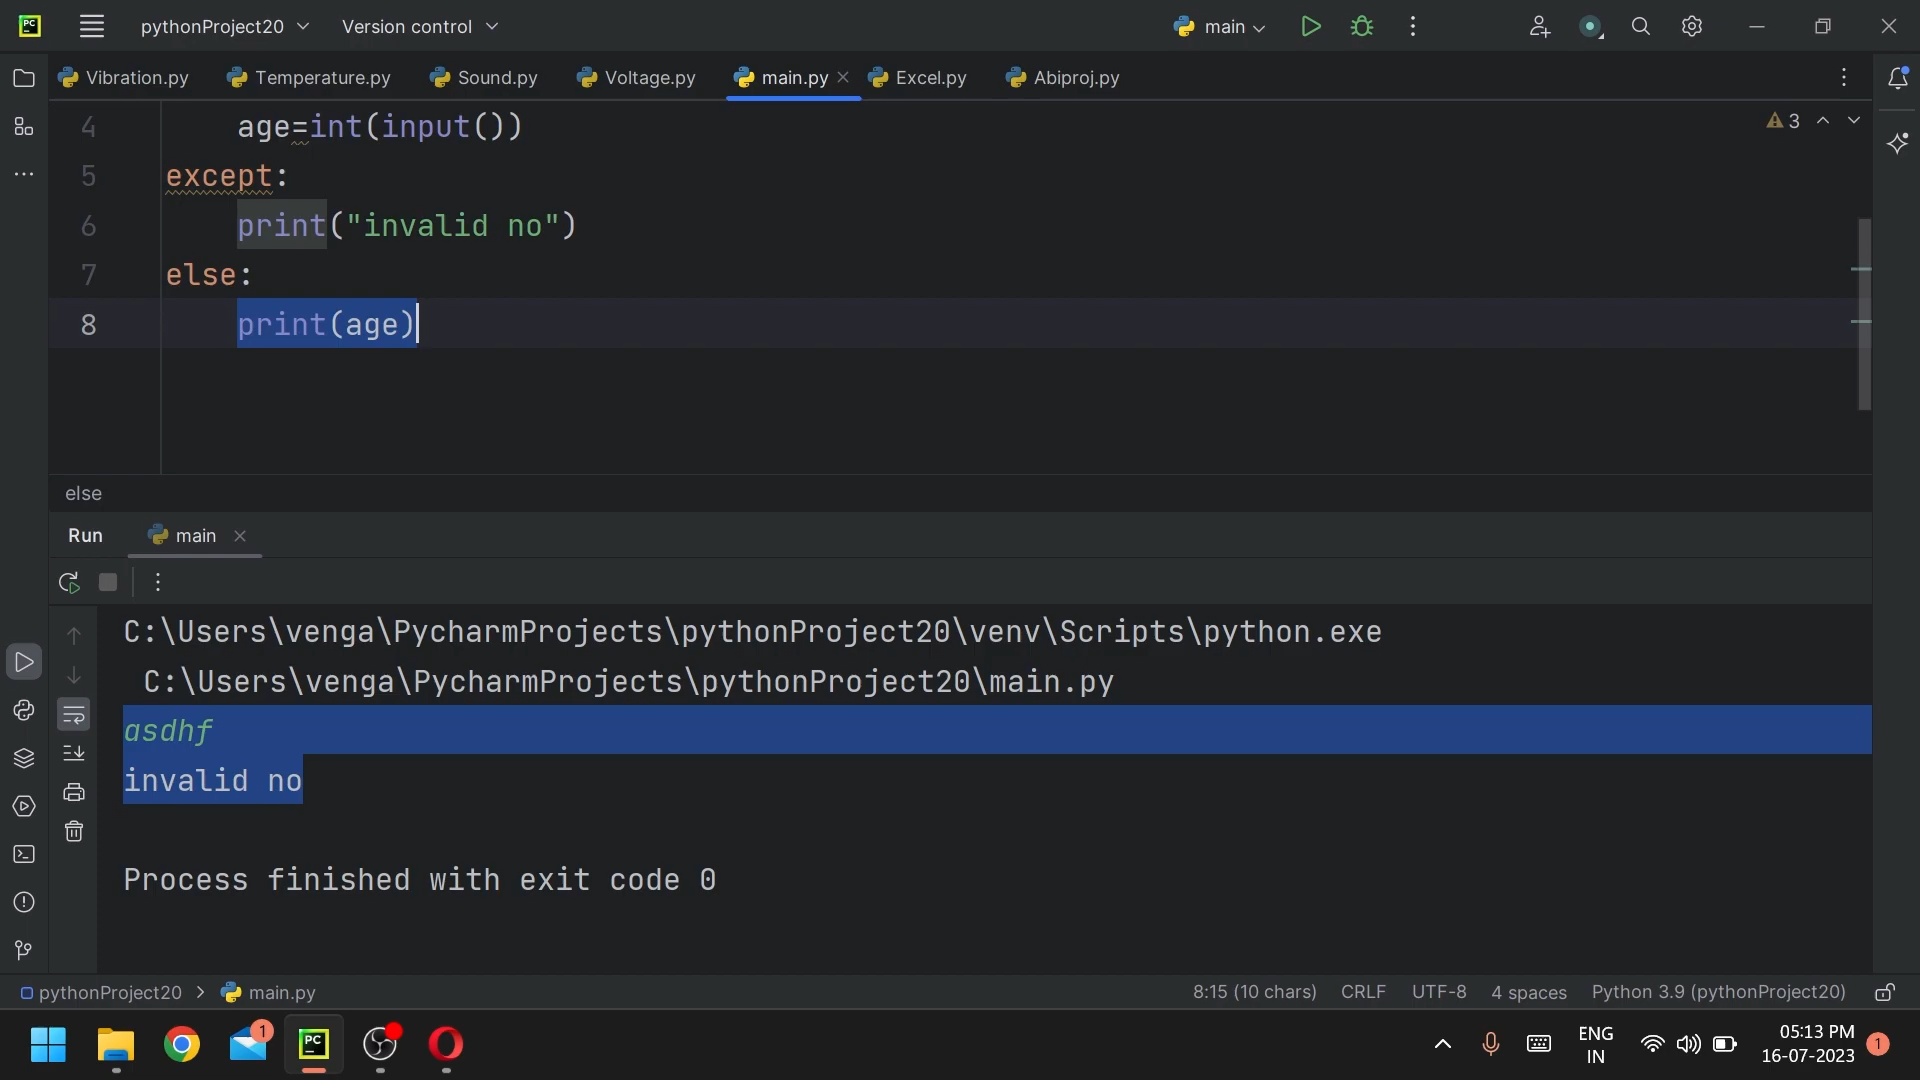 pythonProject20
Version control
main
Vibration.py
Temperature.py
Sound.py
Voltage.py
main.py
Excel.py
Abiproj.py
4 age=int(input())
3
5 except:
6 print("invalid no")
7 else:
8 print(age)
else
Run
main
C:\Users\venga\PycharmProjects\pythonProject20\venv\Scripts\python.exe
C:\Users\venga\PycharmProjects\pythonProject20\main.py
asdhf
invalid no
Process finished with exit code 0
pythonProject20 > main.py
8:15 (10 chars)
CRLF
UTF-8
4 spaces
Python 3.9 (pythonProject20)
1
PC
ENG
IN
05:13 PM
16-07-2023
1